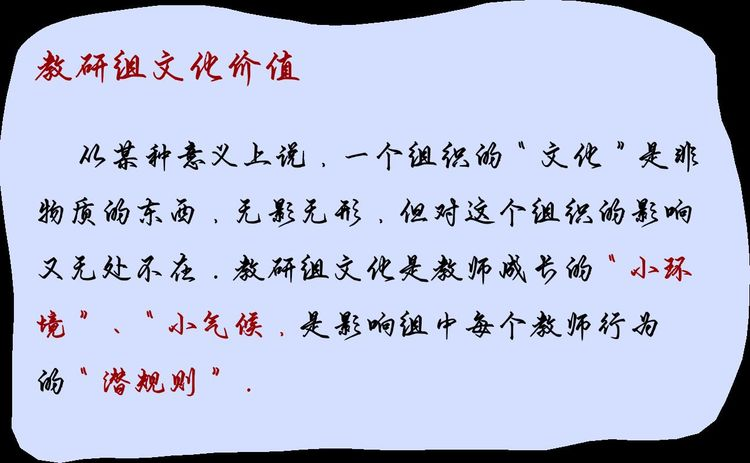 教研组文化价值
从某种意义上说，一个组织的“文化”是非
物质的东西，无影无形，但对这个组织的影响
又无处不在．教研组文化是教师成长的“小环
境”、“小气候，是影响组中每个教师行为
的“潜规则”．